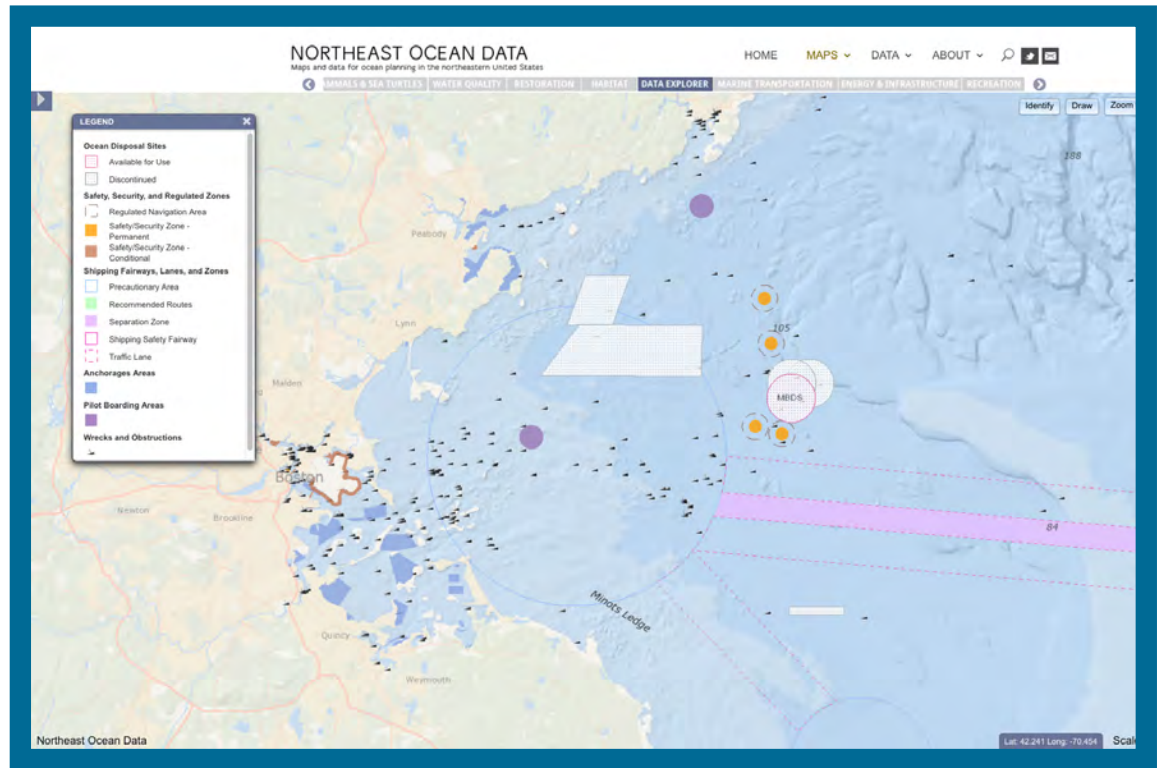 NORTHEAST OCEAN DATA
Maps and data for ocean planning in the northeastern United States
HOME MAPS DATA ABOUT
MMALS & SEA TURTLES WATER QUALITY RESTORATION HABITAT DATA EXPLORER MARINE TRANSPORTATION ENERGY & INFRASTRUCTURE RECREATION
Identify Draw Zoom
LEGEND
Ocean Disposal Sites
Available for Use
Discontinued
Safety, Security, and Regulated Zones
Regulated Navigation Area
Safety/Security Zone -
Permanent
Safety/Security Zone -
Conditional
Shipping Fairways, Lanes, and Zones
Precautionary Area
Recommended Routes
Separation Zone
Shipping Safety Fairway
Traffic Lane
Anchorages Areas
Pilot Boarding Areas
Wrecks and Obstructions
188
Peabody
Lynn
105
Malden
MBDS
Boston
Newton
Brookline
84
Minots Ledge
Quincy
Weymouth
Northeast Ocean Data
Lat: 42.241 Long: -70.454
Scale